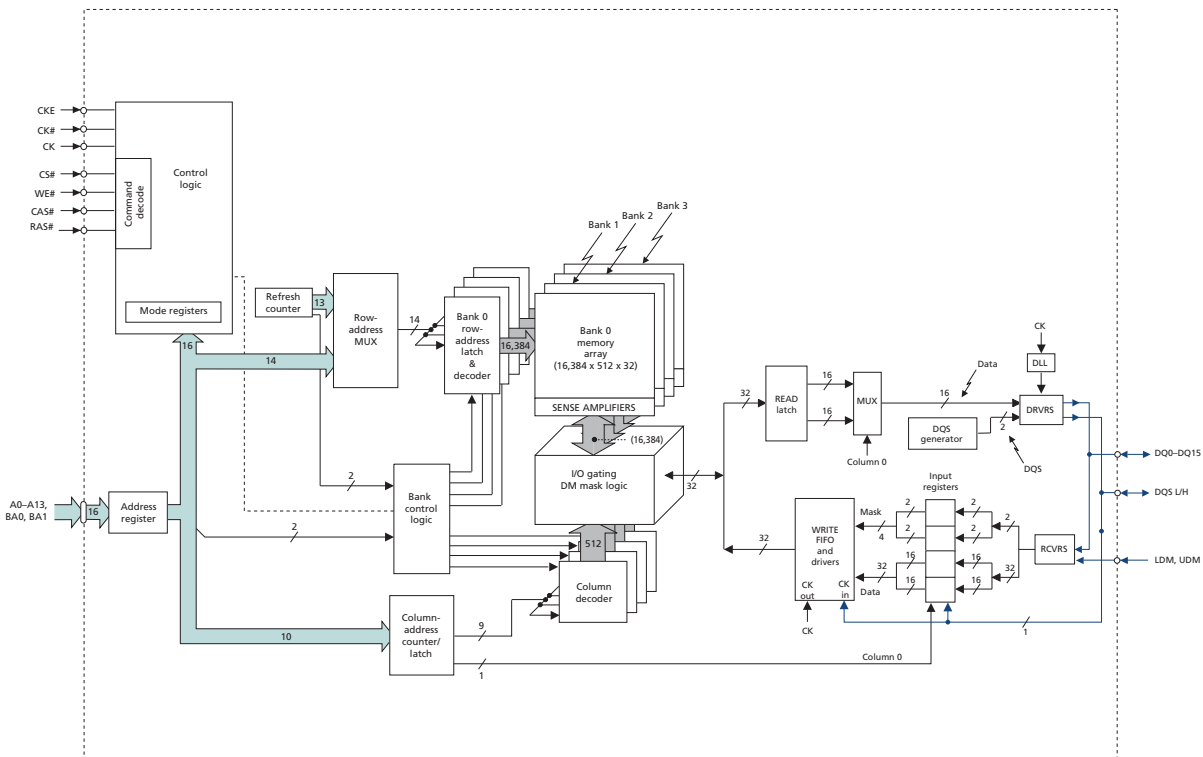 CKE
CK#
CK
CS#
WE#
CAS#
RAS#
Command
decode
Control
logic
Mode registers
16
Refresh
counter
13
14
Row-
address
MUX
14
Bank 0
row-
address
latch
&
decoder
16,384
Bank 1
Bank 2
Bank 3
Bank 0
memory
array
(16,384 x 512 x 32)
SENSE AMPLIFIERS
(16,384)
I/O gating
DM mask logic
32
512
Column
decoder
2
2
Bank
control
logic
A0–A13,
BA0, BA1
16
Address
register
10
Column-
address
counter/
latch
9
1
Column 0
32
READ
latch
16
16
MUX
Column 0
16
Data
DQS
generator
2
DQS
CK
DLL
DRVRS
DQ0–DQ15
DQS L/H
LDM, UDM
32
WRITE
FIFO
and
drivers
CK
out
CK
in
CK
Mask
4
32
Data
Input
registers
2
2
16
16
2
2
16
16
2
32
RCVRS
1